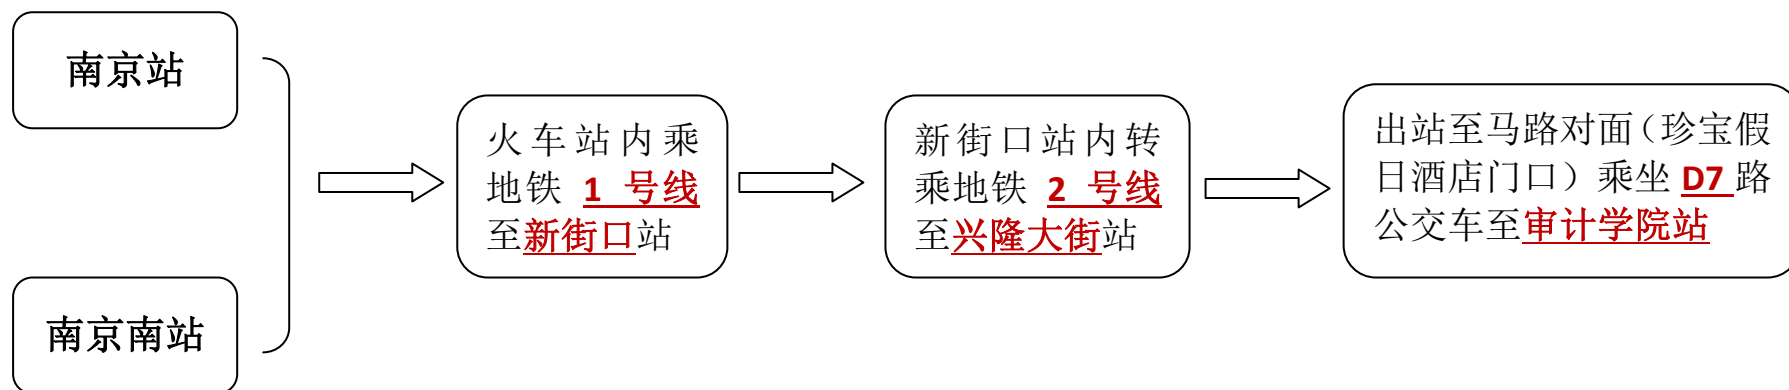 南京站
南京南站
火车站内乘
地铁 1 号线
至新街口站
新街口站内转
乘地铁 2 号线
至兴隆大街站
出站至马路对面（珍宝假
日酒店门口）乘坐 D7 路
公交车至审计学院站